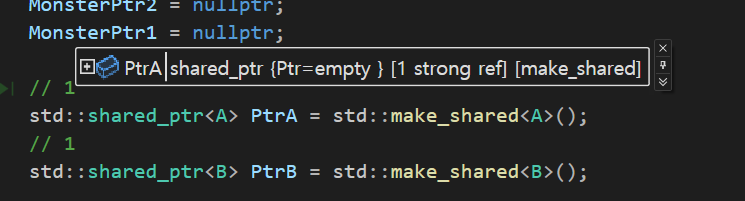 MonsterPtr2 = nullptr;
MonsterPtr1 = nullptr;
PtrA shared_ptr {Ptr=empty } [1 strong ref] [make_shared]
// 1
std::shared_ptr<A> PtrA = std::make_shared<A>();
// 1
std::shared_ptr<B> PtrB = std::make_shared<B>();